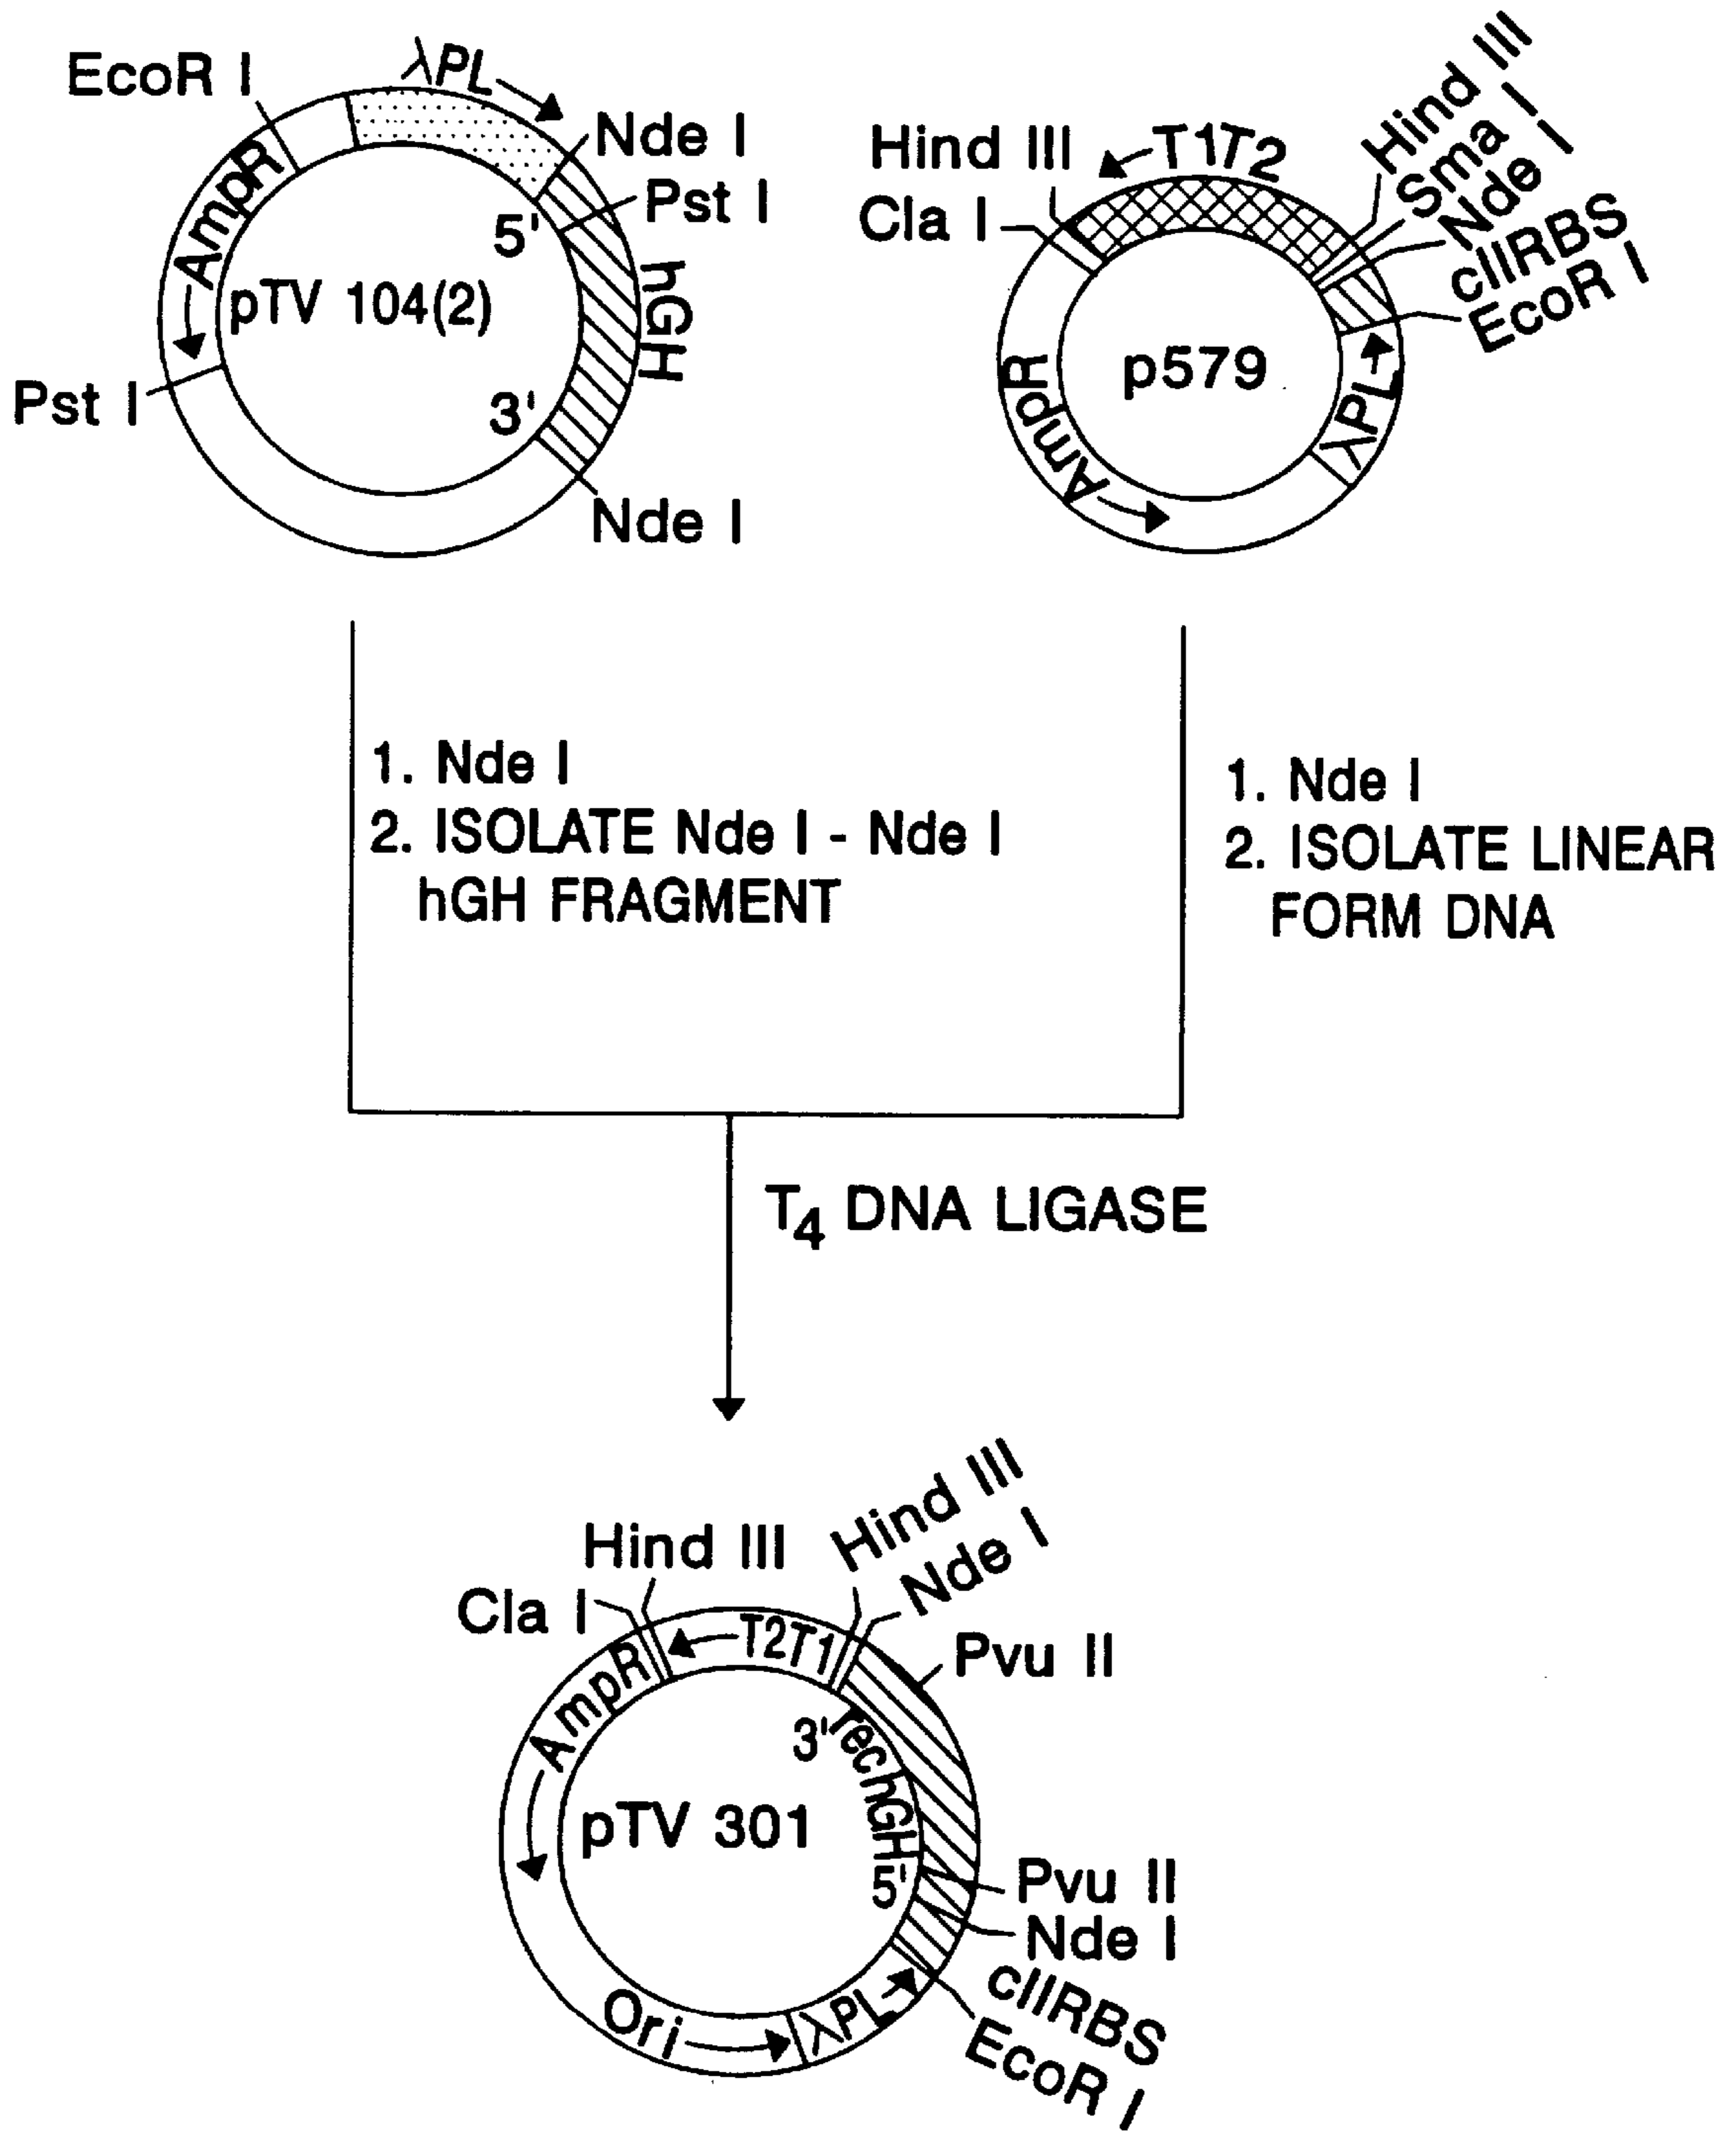 EcoR I
λPL
Nde I
Pst I
AmpR
5'
hGH
pTV 104(2)
Pst I
3'
Nde I
Hind III
Cla I
T1T2
Hind III
Sma I
Nde I
cIIRBS
EcoR I
p579
AmpR
λPL
1. Nde I
2. ISOLATE Nde I - Nde I
hGH FRAGMENT
1. Nde I
2. ISOLATE LINEAR
FORM DNA
T4 DNA LIGASE
Hind III
Cla I
Hind III
Nde I
T2T1
Pvu II
AmpR
3'
rechGH
pTV 301
5'
Pvu II
Nde I
cIIRBS
EcoR I
Ori
λPL